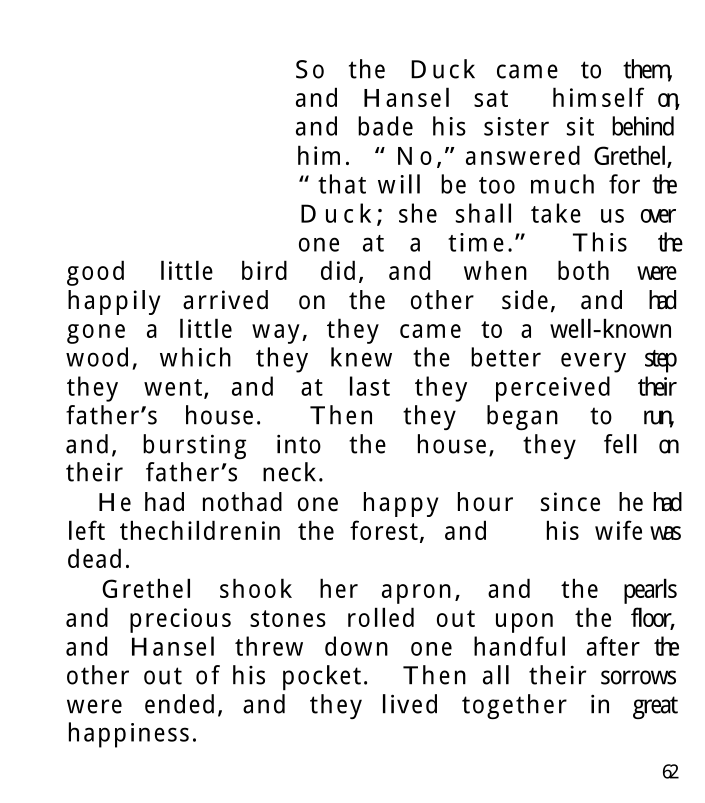 So the Duck came to them,
and Hansel sat himself on,
and bade his sister sit behind
him. “ No,” answered Grethel,
“ that will be too much for the
Duck; she shall take us over
one at a time.” This the
good little bird did, and when both were
happily arrived on the other side, and had
gone a little way, they came to a well-known
wood, which they knew the better every step
they went, and at last they perceived their
father’s house. Then they began to run,
and, bursting into the house, they fell on
their father’s neck.
He had nothad one happy hour since he had
left thechildrenin the forest, and his wife was
dead.
Grethel shook her apron, and the pearls
and precious stones rolled out upon the floor,
and Hansel threw down one handful after the
other out of his pocket. Then all their sorrows
were ended, and they lived together in great
happiness.
62